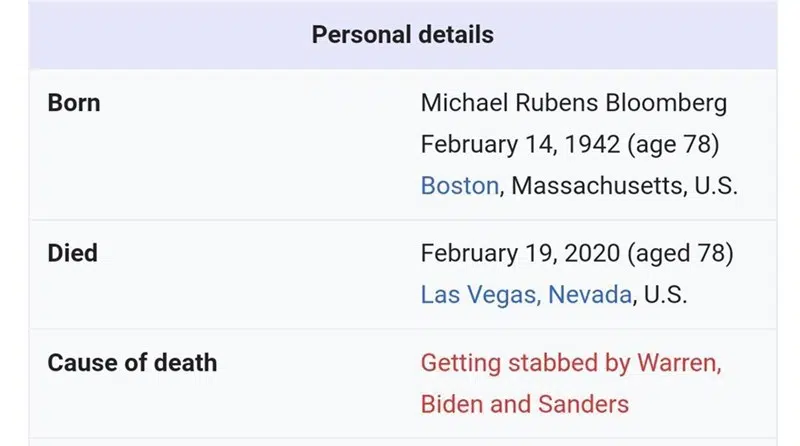 Personal details
Born
Michael Rubens Bloomberg
February 14, 1942 (age 78)
Boston, Massachusetts, U.S.
Died
February 19, 2020 (aged 78)
Las Vegas, Nevada, U.S.
Cause of death
Getting stabbed by Warren,
Biden and Sanders